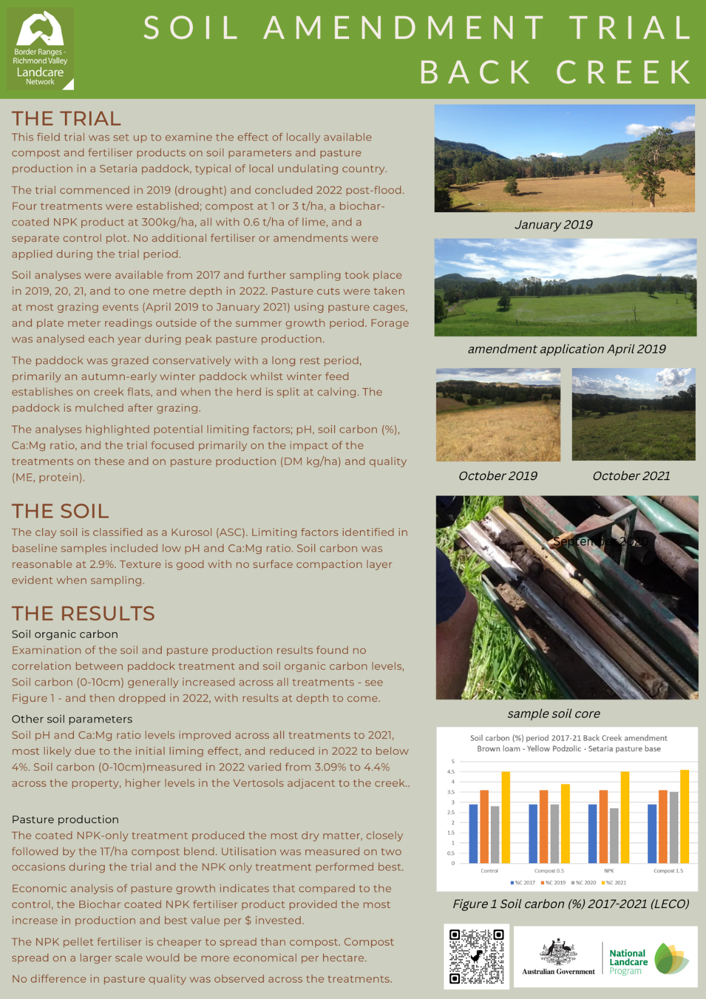 Border Ranges -
Richmond Valley
Landcare
Network
SOIL AMENDMENT TRIAL
BACK CREEK
THE TRIAL
This field trial was set up to examine the effect of locally available
compost and fertiliser products on soil parameters and pasture
production in a Setaria paddock, typical of local undulating country.
The trial commenced in 2019 (drought) and concluded 2022 post-flood.
Four treatments were established; compost at 1 or 3 t/ha, a biochar-
coated NPK product at 300kg/ha, all with 0.6 t/ha of lime, and a
separate control plot. No additional fertiliser or amendments were
applied during the trial period.
Soil analyses were available from 2017 and further sampling took place
in 2019, 20, 21, and to one metre depth in 2022. Pasture cuts were taken
at most grazing events (April 2019 to January 2021) using pasture cages,
and plate meter readings outside of the summer growth period. Forage
was analysed each year during peak pasture production.
The paddock was grazed conservatively with a long rest period,
primarily an autumn-early winter paddock whilst winter feed
establishes on creek flats, and when the herd is split at calving. The
paddock is mulched after grazing.
The analyses highlighted potential limiting factors; pH, soil carbon (%),
Ca:Mg ratio, and the trial focused primarily on the impact of the
treatments on these and on pasture production (DM kg/ha) and quality
(ME, protein).
THE SOIL
The clay soil is classified as a Kurosol (ASC). Limiting factors identified in
baseline samples included low pH and Ca:Mg ratio. Soil carbon was
reasonable at 2.9%. Texture is good with no surface compaction layer
evident when sampling.
THE RESULTS
Soil organic carbon
Examination of the soil and pasture production results found no
correlation between paddock treatment and soil organic carbon levels,
Soil carbon (0-10cm) generally increased across all treatments - see
Figure 1 - and then dropped in 2022, with results at depth to come.
Other soil parameters
Soil pH and Ca:Mg ratio levels improved across all treatments to 2021,
most likely due to the initial liming effect, and reduced in 2022 to below
4%. Soil carbon (0-10cm)measured in 2022 varied from 3.09% to 4.4%
across the property, higher levels in the Vertosols adjacent to the creek..
Pasture production
The coated NPK-only treatment produced the most dry matter, closely
followed by the 1T/ha compost blend. Utilisation was measured on two
occasions during the trial and the NPK only treatment performed best.
Economic analysis of pasture growth indicates that compared to the
control, the Biochar coated NPK fertiliser product provided the most
increase in production and best value per $ invested.
The NPK pellet fertiliser is cheaper to spread than compost. Compost
spread on a larger scale would be more economical per hectare.
No difference in pasture quality was observed across the treatments.
January 2019
amendment application April 2019
October 2019
October 2021
September 2020
sample soil core
Soil carbon (%) period 2017-21 Back Creek amendment
Brown loam - Yellow Podzolic - Setaria pasture base
5
4.5
4
3.5
3
2.5
2
1.5
1
0.5
0
Control Compost 0.5 NPK Compost 1.5
%C 2017 %C 2019 %C 2020 %C 2021
Figure 1 Soil carbon (%) 2017-2021 (LECO)
Australian Government
National
Landcare
Program